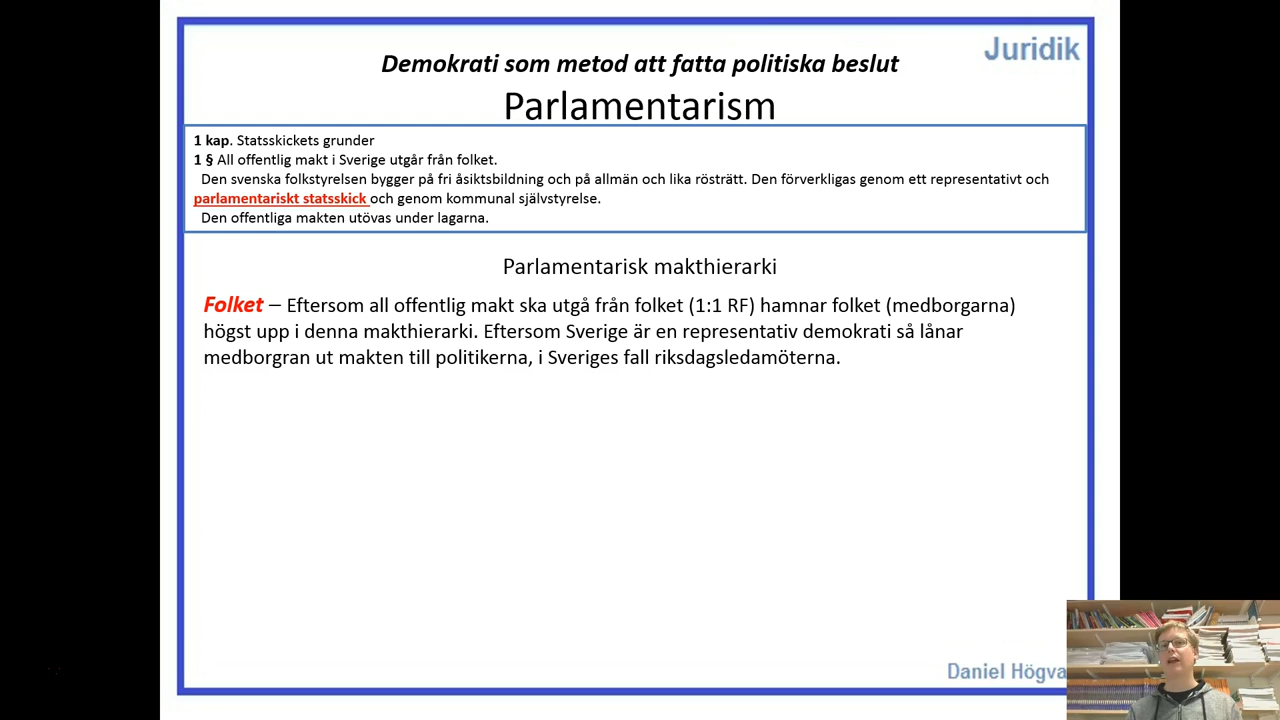 Juridik
Demokrati som metod att fatta politiska beslut
Parlamentarism
1 kap. Statsskickets grunder
1 § All offentlig makt i Sverige utgår från folket.
Den svenska folkstyrelsen bygger på fri åsiktsbildning och på allmän och lika rösträtt. Den förverkligas genom ett representativt och
parlamentariskt statsskick och genom kommunal självstyrelse.
Den offentliga makten utövas under lagarna.
Parlamentarisk makthierarki
Folket – Eftersom all offentlig makt ska utgå från folket (1:1 RF) hamnar folket (medborgarna)
högst upp i denna makthierarki. Eftersom Sverige är en representativ demokrati så lånar
medborgran ut makten till politikerna, i Sveriges fall riksdagsledamöterna.
Daniel Högva